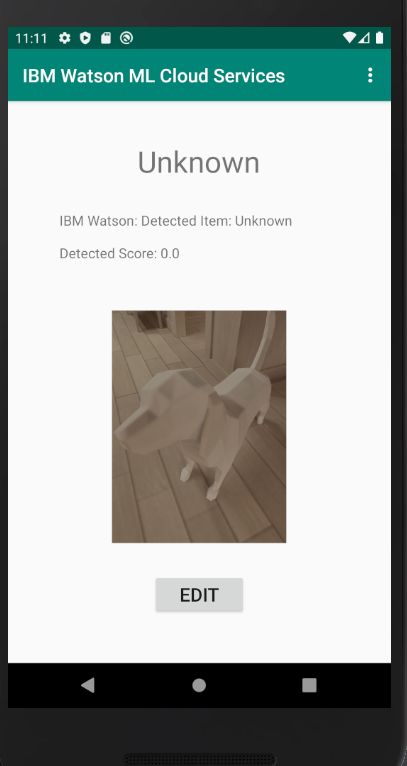 11:11
IBM Watson ML Cloud Services
Unknown
IBM Watson: Detected Item: Unknown
Detected Score: 0.0
EDIT